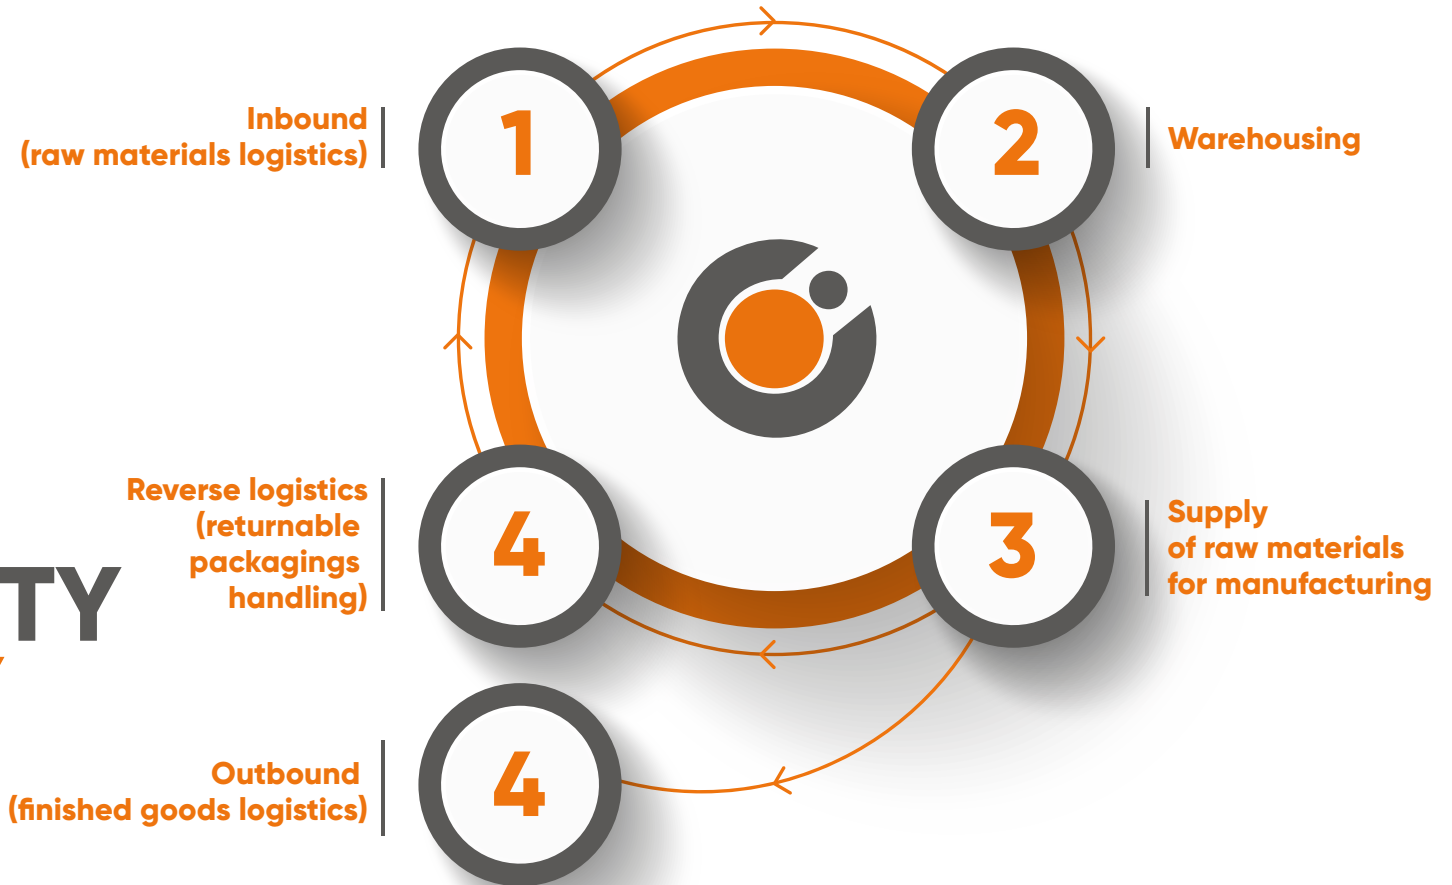 1
Inbound
(raw materials logistics)
2
Warehousing
4
Reverse logistics
(returnable
packagings
handling)
3
Supply
of raw materials
for manufacturing
TY
4
Outbound
(finished goods logistics)